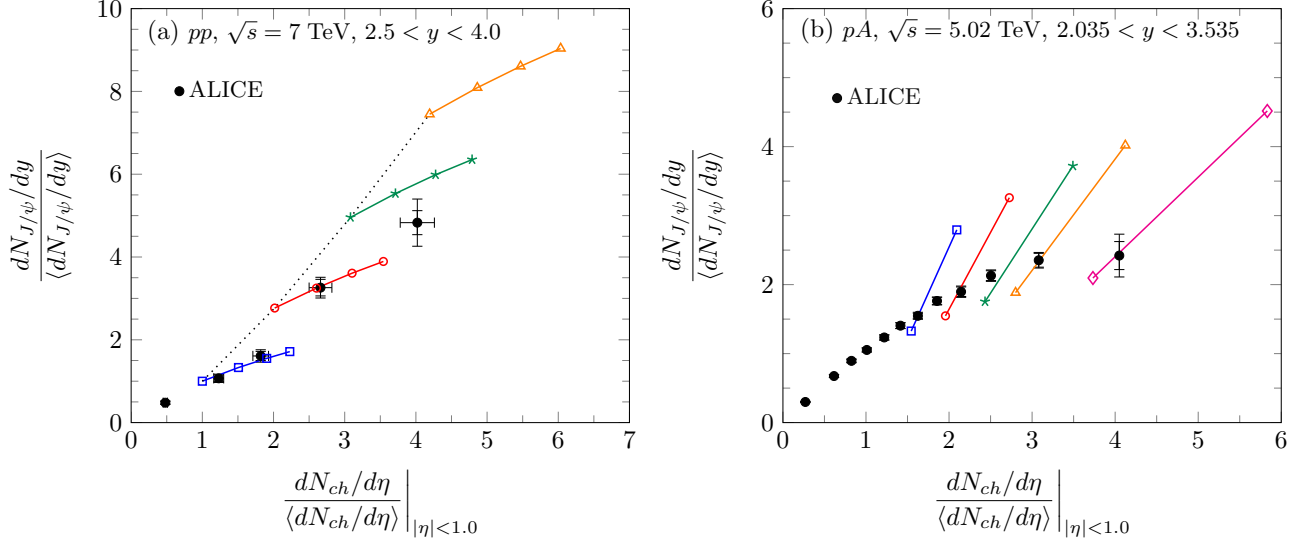 (a) pp, √s = 7 TeV, 2.5 < y < 4.0
ALICE
10
8
6
4
2
0
0 1 2 3 4 5 6 7
dN_{J/ψ}/dy
⟨dN_{J/ψ}/dy⟩
dN_{ch}/dη
⟨dN_{ch}/dη⟩ |_{|η|<1.0}
(b) pA, √s = 5.02 TeV, 2.035 < y < 3.535
ALICE
6
4
2
0
0 1 2 3 4 5 6
dN_{J/ψ}/dy
⟨dN_{J/ψ}/dy⟩
dN_{ch}/dη
⟨dN_{ch}/dη⟩ |_{|η|<1.0}